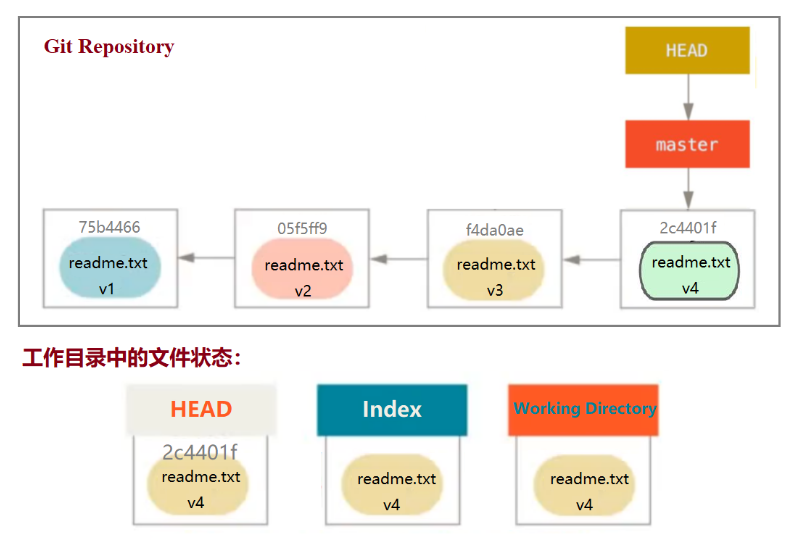 Git Repository
HEAD
master
75b4466
readme.txt
v1
05f5ff9
readme.txt
v2
f4da0ae
readme.txt
v3
2c4401f
readme.txt
v4
工作目录中的文件状态：
HEAD
2c4401f
readme.txt
v4
Index
readme.txt
v4
Working Directory
readme.txt
v4